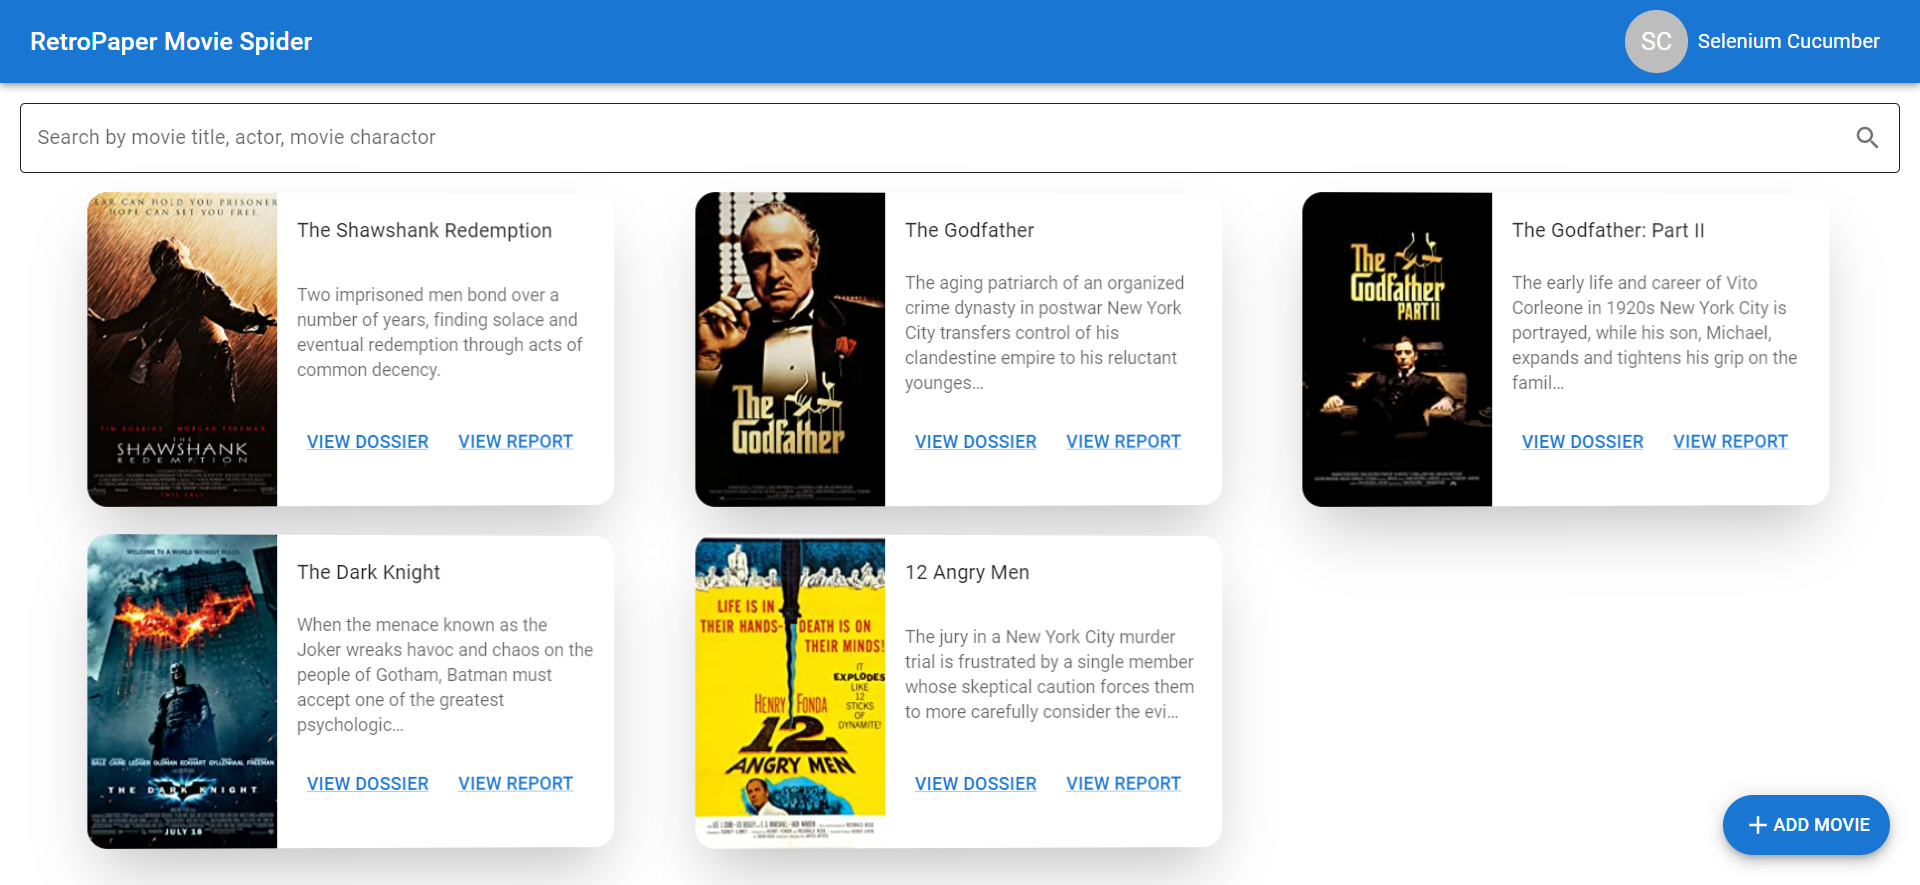 RetroPaper Movie Spider
SC
Selenium Cucumber
Search by movie title, actor, movie charactor
EAR CAN HOLD YOU PRISONER
HOPE CAN SET YOU FREE.
TIM ROBBINS MORGAN FREEMAN
THE
SHAWSHANK
REDEMPTION
THIS FALL
The Shawshank Redemption
Two imprisoned men bond over a
number of years, finding solace and
eventual redemption through acts of
common decency.
VIEW DOSSIER VIEW REPORT
The
Godfather
The Godfather
The aging patriarch of an organized
crime dynasty in postwar New York
City transfers control of his
clandestine empire to his reluctant
younges...
VIEW DOSSIER VIEW REPORT
The
Godfather
PART II
The Godfather: Part II
The early life and career of Vito
Corleone in 1920s New York City is
portrayed, while his son, Michael,
expands and tightens his grip on the
famil...
VIEW DOSSIER VIEW REPORT
WELCOME TO A WORLD WITHOUT RULES.
BALE CAINE LEDGER OLDMAN ECKHART GYLLENHAAL FREEMAN
THE DARK KNIGHT
JULY 18
The Dark Knight
When the menace known as the
Joker wreaks havoc and chaos on the
people of Gotham, Batman must
accept one of the greatest
psychologic...
VIEW DOSSIER VIEW REPORT
LIFE IS IN
THEIR HANDS- DEATH IS ON
THEIR MINDS!
IT
EXPLODES
LIKE
12
STICKS
OF
DYNAMITE!
HENRY FONDA
12
ANGRY MEN
12 Angry Men
The jury in a New York City murder
trial is frustrated by a single member
whose skeptical caution forces them
to more carefully consider the evi...
VIEW DOSSIER VIEW REPORT
ADD MOVIE